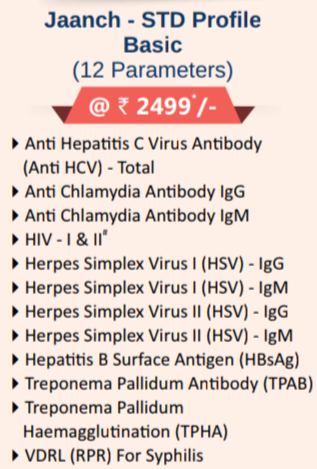 Jaanch - STD Profile
Basic
(12 Parameters)
@ ₹ 2499*/-
▸ Anti Hepatitis C Virus Antibody
(Anti HCV) - Total
▸ Anti Chlamydia Antibody IgG
▸ Anti Chlamydia Antibody IgM
▸ HIV - I & II#
▸ Herpes Simplex Virus I (HSV) - IgG
▸ Herpes Simplex Virus I (HSV) - IgM
▸ Herpes Simplex Virus II (HSV) - IgG
▸ Herpes Simplex Virus II (HSV) - IgM
▸ Hepatitis B Surface Antigen (HBsAg)
▸ Treponema Pallidum Antibody (TPAB)
▸ Treponema Pallidum
Haemagglutination (TPHA)
▸ VDRL (RPR) For Syphilis